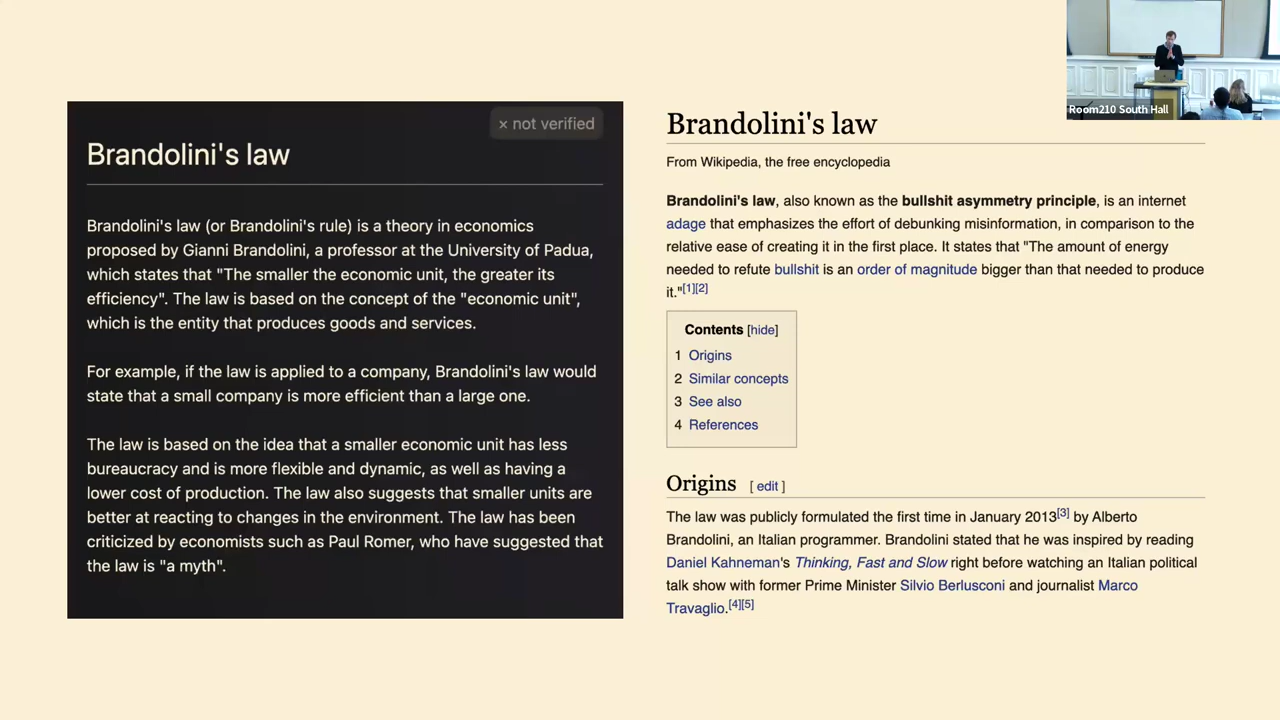 × not verified
Brandolini's law
Brandolini's law (or Brandolini's rule) is a theory in economics
proposed by Gianni Brandolini, a professor at the University of Padua,
which states that "The smaller the economic unit, the greater its
efficiency". The law is based on the concept of the "economic unit",
which is the entity that produces goods and services.
For example, if the law is applied to a company, Brandolini's law would
state that a small company is more efficient than a large one.
The law is based on the idea that a smaller economic unit has less
bureaucracy and is more flexible and dynamic, as well as having a
lower cost of production. The law also suggests that smaller units are
better at reacting to changes in the environment. The law has been
criticized by economists such as Paul Romer, who have suggested that
the law is "a myth".
Room210 South Hall
Brandolini's law
From Wikipedia, the free encyclopedia
Brandolini's law, also known as the bullshit asymmetry principle, is an internet
adage that emphasizes the effort of debunking misinformation, in comparison to the
relative ease of creating it in the first place. It states that "The amount of energy
needed to refute bullshit is an order of magnitude bigger than that needed to produce
it."[1][2]
Contents [hide]
1 Origins
2 Similar concepts
3 See also
4 References
Origins [ edit ]
The law was publicly formulated the first time in January 2013[3] by Alberto
Brandolini, an Italian programmer. Brandolini stated that he was inspired by reading
Daniel Kahneman's Thinking, Fast and Slow right before watching an Italian political
talk show with former Prime Minister Silvio Berlusconi and journalist Marco
Travaglio.[4][5]